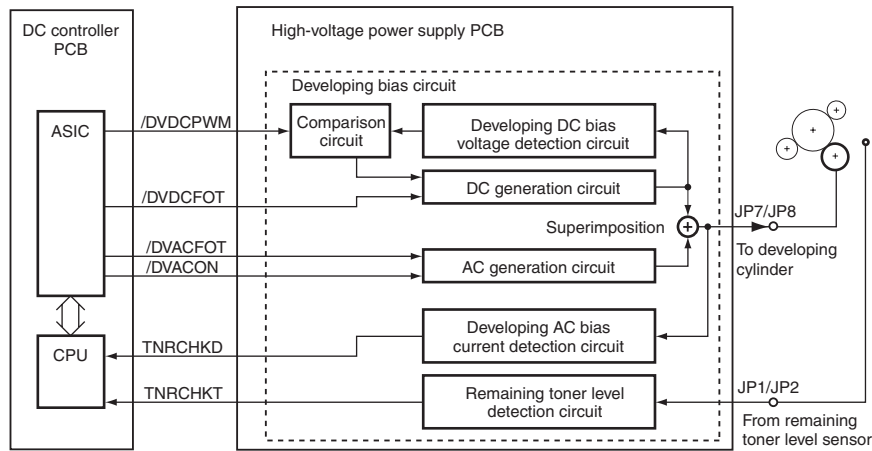 DC controller
PCB
High-voltage power supply PCB
Developing bias circuit
ASIC
/DVDCPWM
Comparison
circuit
Developing DC bias
voltage detection circuit
/DVDCFOT
DC generation circuit
Superimposition
JP7/JP8
To developing
cylinder
/DVACFOT
/DVACON
AC generation circuit
CPU
TNRCHKD
Developing AC bias
current detection circuit
TNRCHKT
Remaining toner level
detection circuit
JP1/JP2
From remaining
toner level sensor